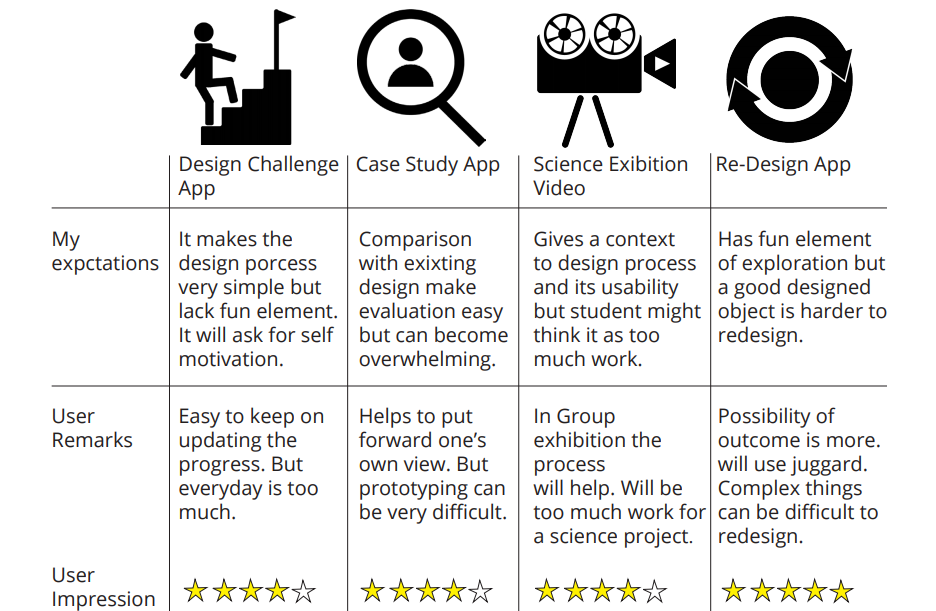 Design Challenge
App
Case Study App
Science Exibition
Video
Re-Design App
My
expctations
It makes the
design porcess
very simple but
lack fun element.
It will ask for self
motivation.
Comparison
with exixting
design make
evaluation easy
but can become
overwhelming.
Gives a context
to design process
and its usability
but student might
think it as too
much work.
Has fun element
of exploration but
a good designed
object is harder to
redesign.
User
Remarks
Easy to keep on
updating the
progress. But
everyday is too
much.
Helps to put
forward one’s
own view. But
prototyping can
be very difficult.
In Group
exhibition the
process
will help. Will be
too much work for
a science project.
Possibility of
outcome is more.
will use juggard.
Complex things
can be difficult to
redesign.
User
Impression